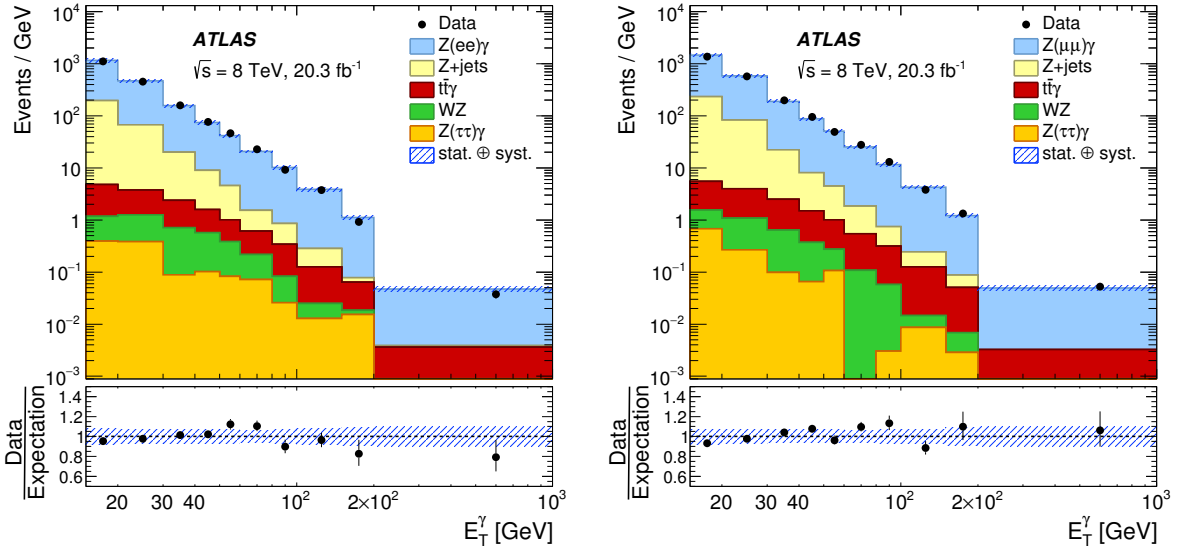 Events / GeV
10⁴
10³
10²
10
1
10⁻¹
10⁻²
10⁻³
ATLAS
√s = 8 TeV, 20.3 fb⁻¹
Data
Z(ee)γ
Z+jets
tt̄γ
WZ
Z(ττ)γ
stat. ⊕ syst.
Data
Expectation
1.4
1.2
1
0.8
0.6
20
30
40
10²
2×10²
10³
E_T^γ [GeV]
Events / GeV
10⁴
10³
10²
10
1
10⁻¹
10⁻²
10⁻³
ATLAS
√s = 8 TeV, 20.3 fb⁻¹
Data
Z(μμ)γ
Z+jets
tt̄γ
WZ
Z(ττ)γ
stat. ⊕ syst.
Data
Expectation
1.4
1.2
1
0.8
0.6
20
30
40
10²
2×10²
10³
E_T^γ [GeV]